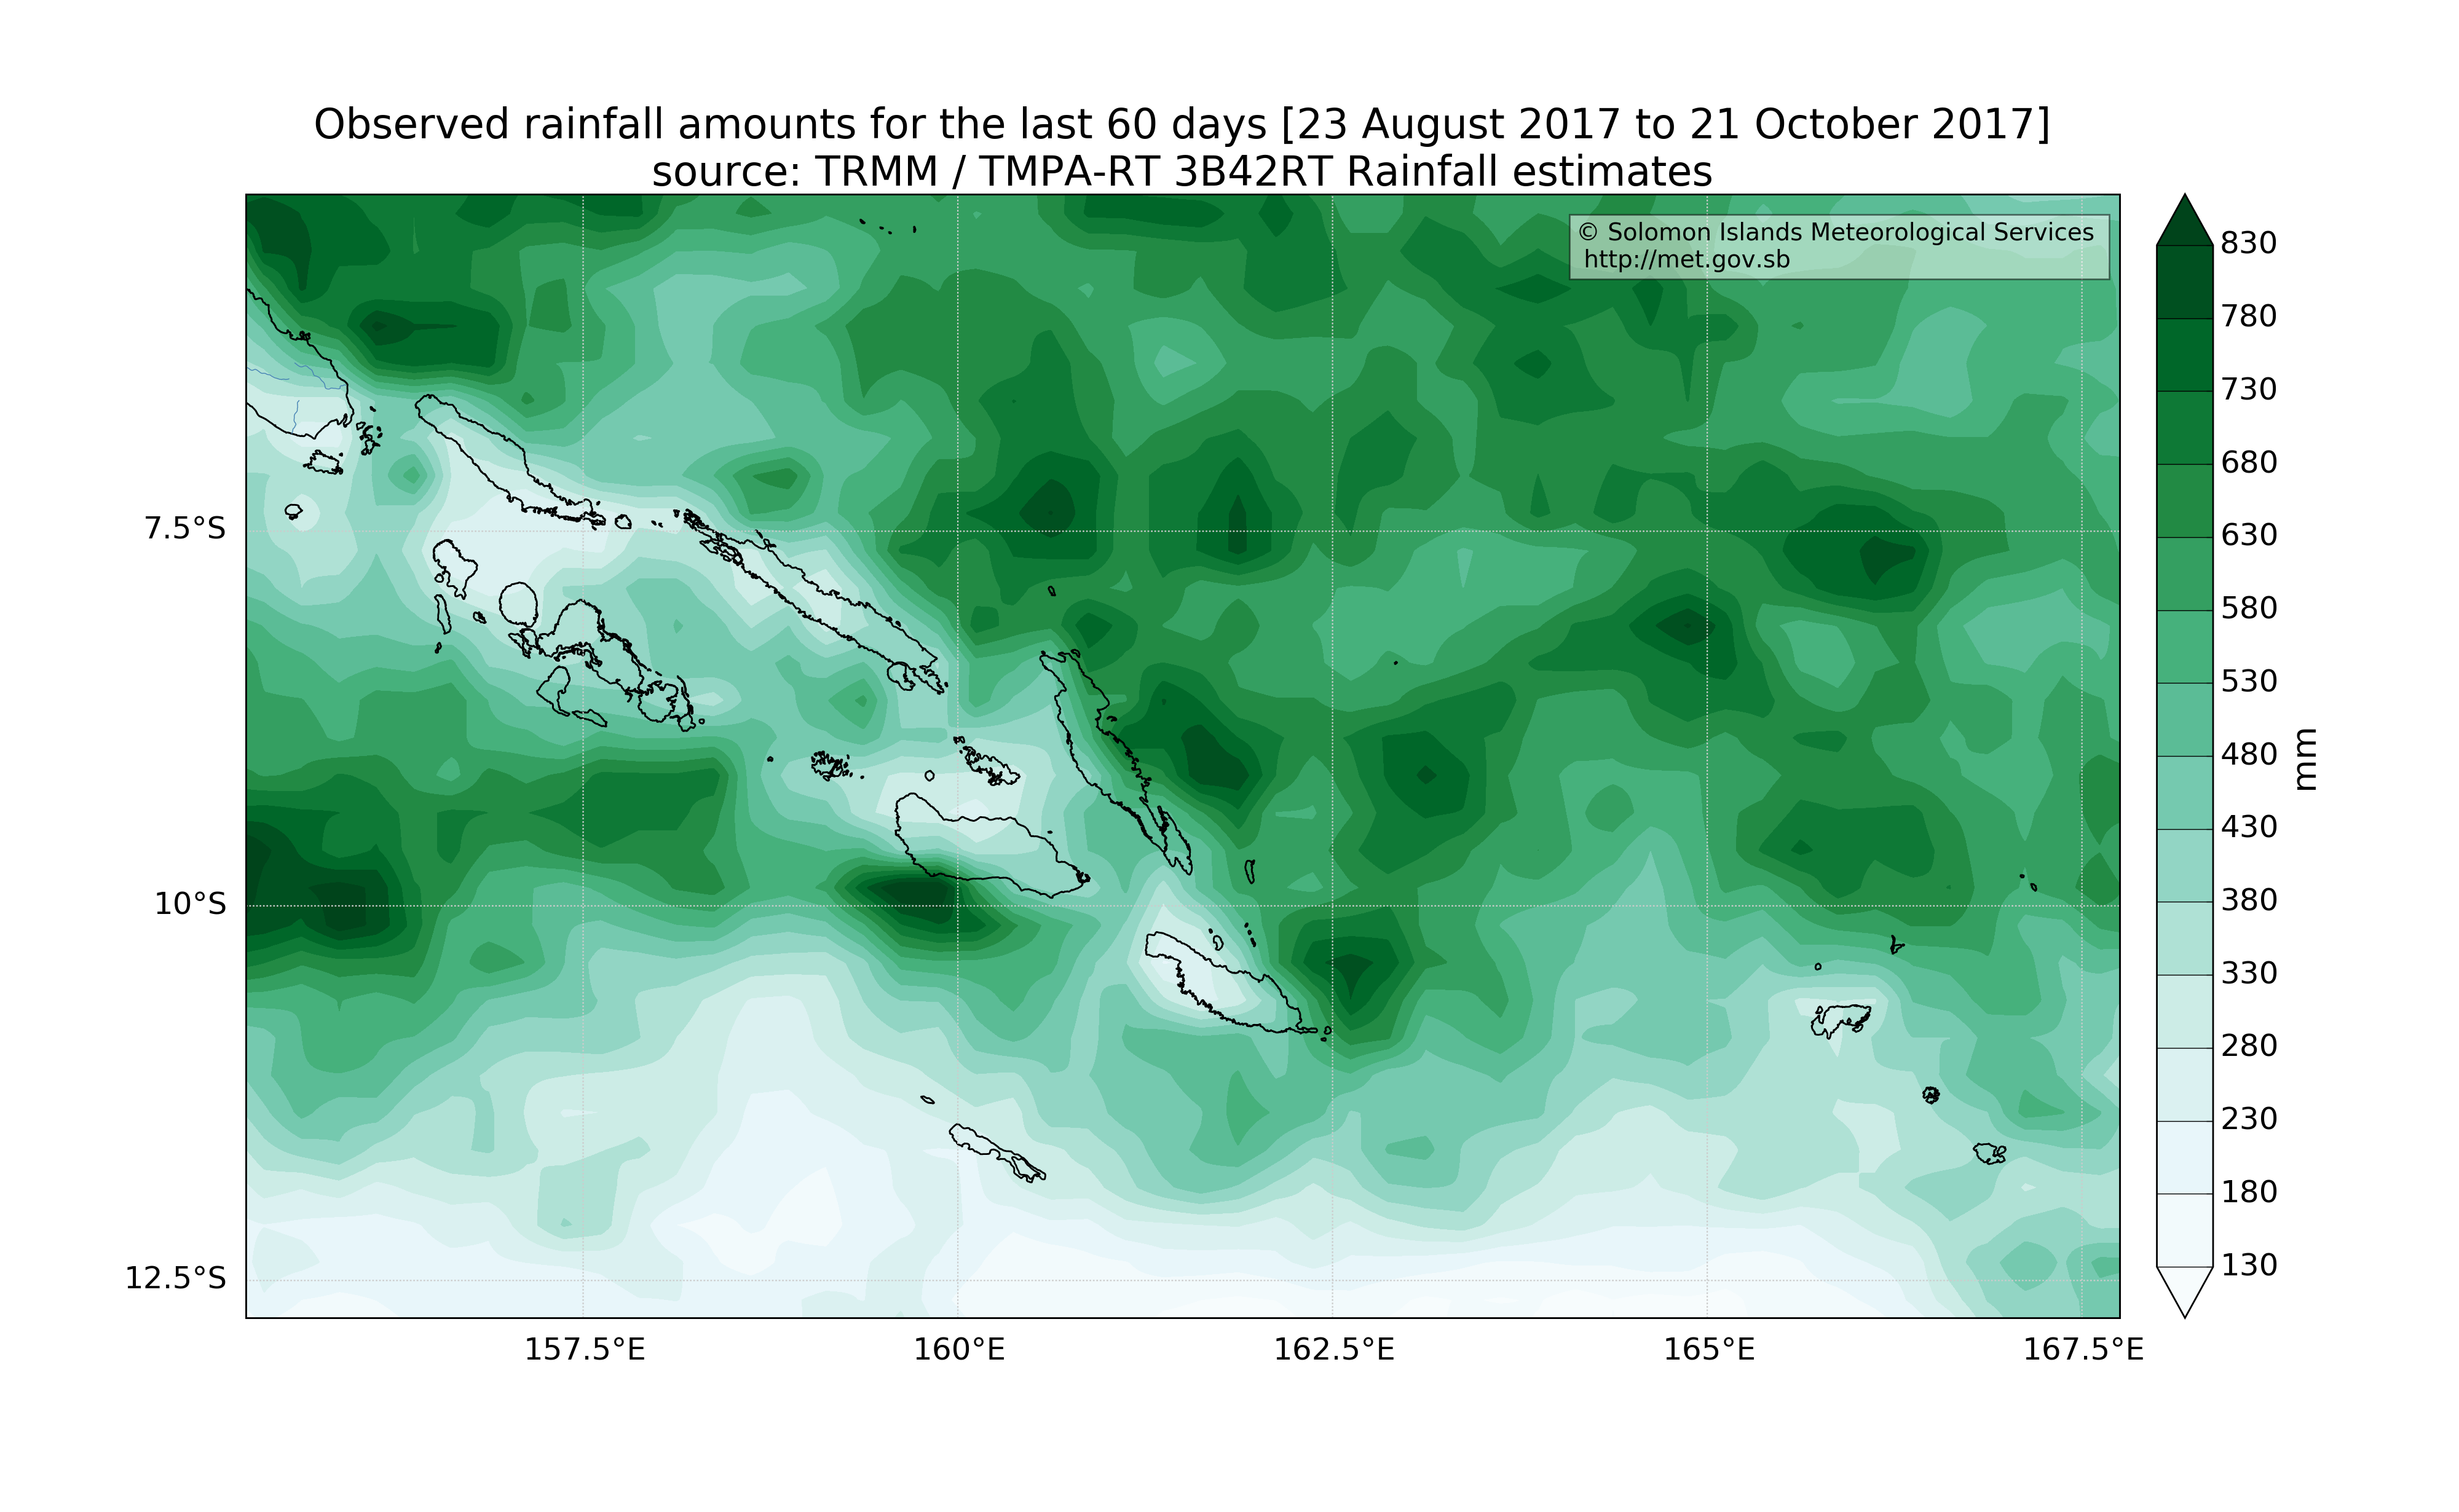 Observed rainfall amounts for the last 60 days [23 August 2017 to 21 October 2017]
source: TRMM / TMPA-RT 3B42RT Rainfall estimates
© Solomon Islands Meteorological Services
http://met.gov.sb
7.5°S
10°S
12.5°S
157.5°E
160°E
162.5°E
165°E
167.5°E
830
780
730
680
630
580
530
480
430
380
330
280
230
180
130
mm